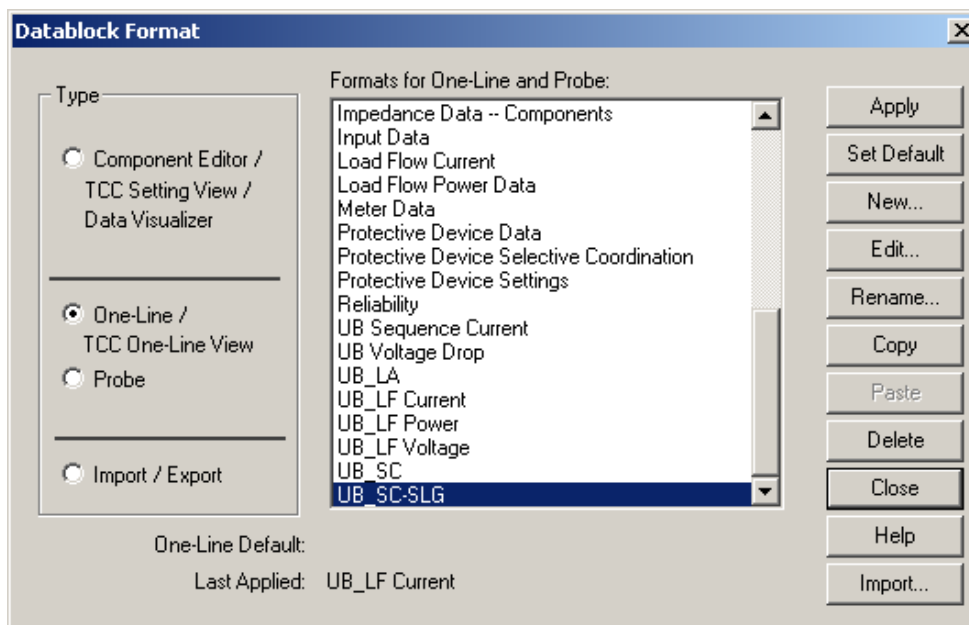 Datablock Format
Type
Component Editor /
TCC Setting View /
Data Visualizer
One-Line /
TCC One-Line View
Probe
Import / Export
Formats for One-Line and Probe:
Impedance Data -- Components
Input Data
Load Flow Current
Load Flow Power Data
Meter Data
Protective Device Data
Protective Device Selective Coordination
Protective Device Settings
Reliability
UB Sequence Current
UB Voltage Drop
UB_LA
UB_LF Current
UB_LF Power
UB_LF Voltage
UB_SC
UB_SC-SLG
Apply
Set Default
New...
Edit...
Rename...
Copy
Paste
Delete
Close
Help
Import...
One-Line Default:
Last Applied: UB_LF Current